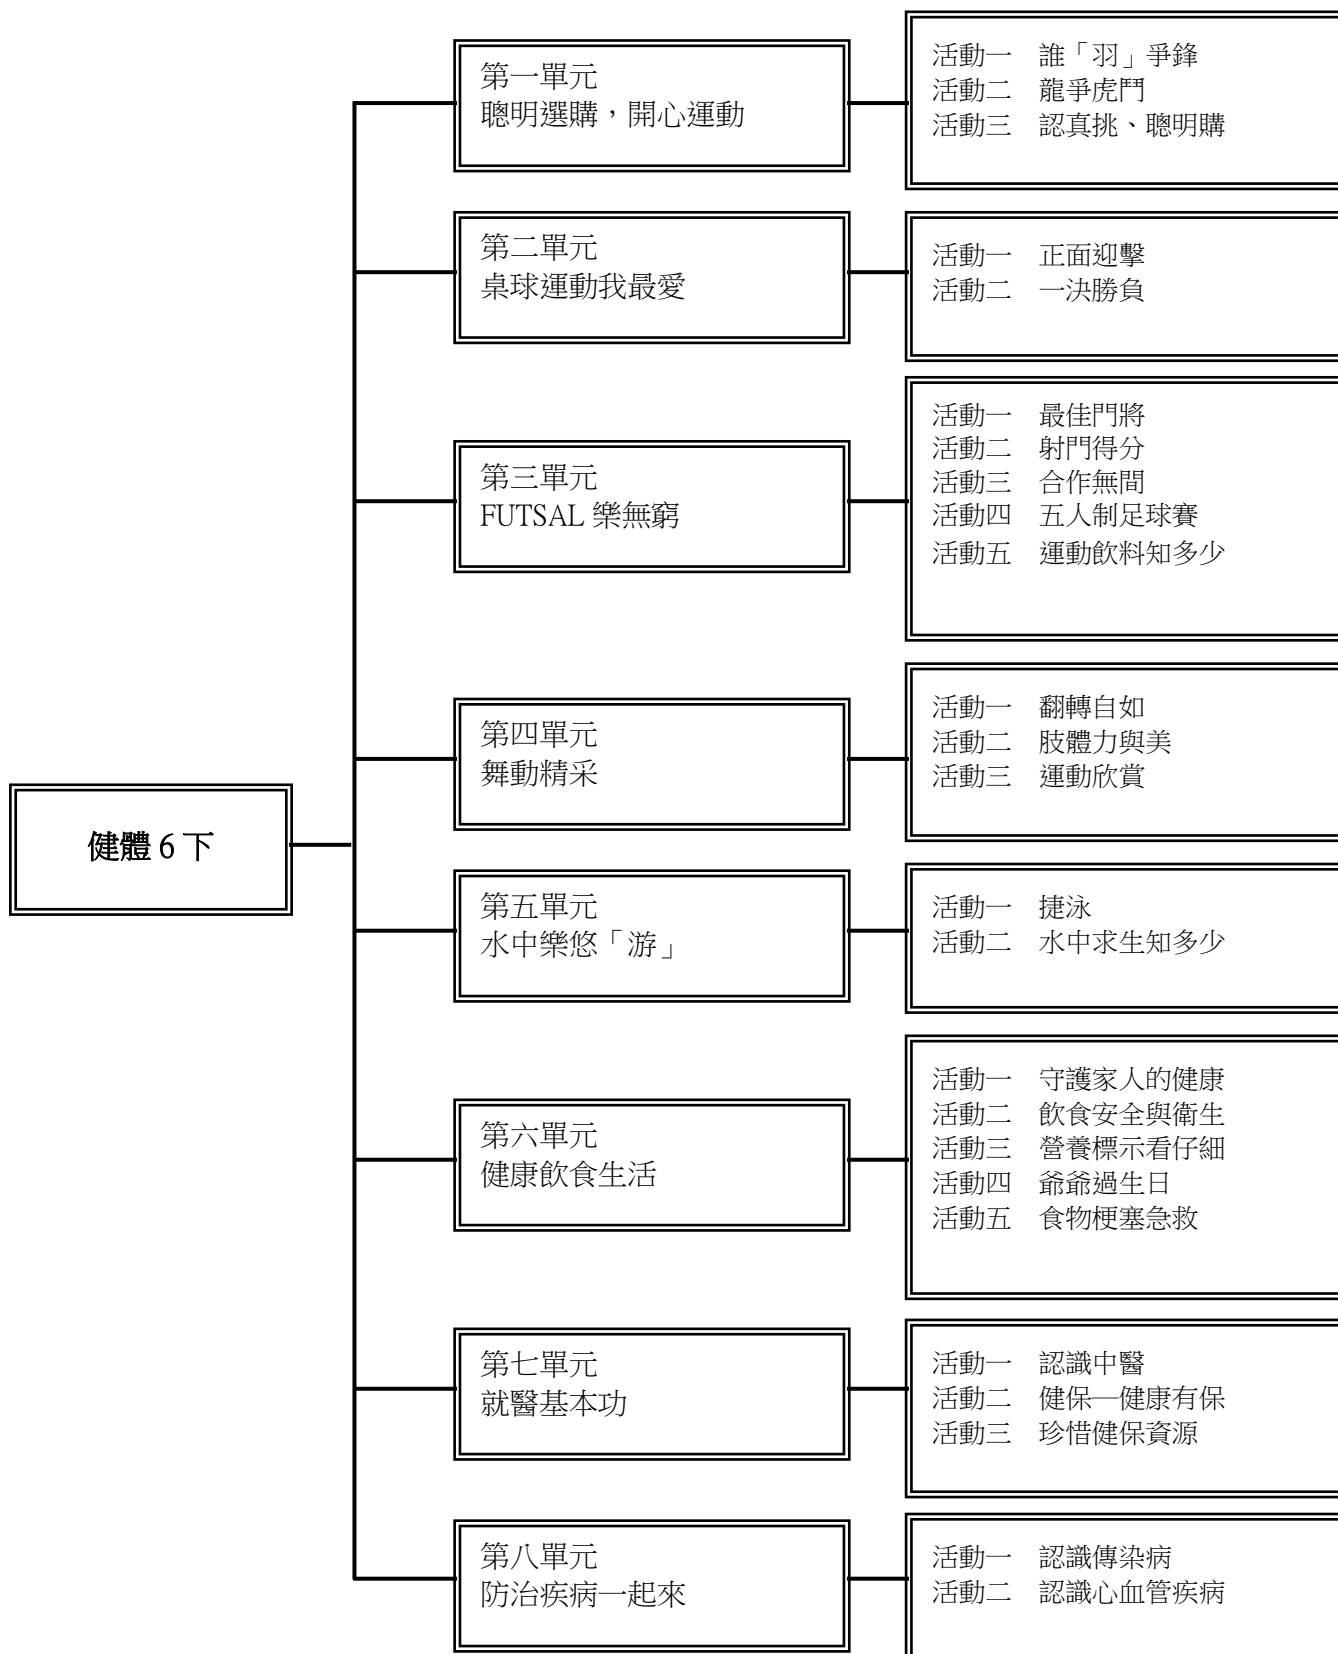 健體 6 下
第一單元
聰明選購，開心運動
活動一　誰「羽」爭鋒
活動二　龍爭虎鬥
活動三　認真挑、聰明購
第二單元
桌球運動我最愛
活動一　正面迎擊
活動二　一決勝負
第三單元
FUTSAL 樂無窮
活動一　最佳門將
活動二　射門得分
活動三　合作無間
活動四　五人制足球賽
活動五　運動飲料知多少
第四單元
舞動精采
活動一　翻轉自如
活動二　肢體力與美
活動三　運動欣賞
第五單元
水中樂悠「游」
活動一　捷泳
活動二　水中求生知多少
第六單元
健康飲食生活
活動一　守護家人的健康
活動二　飲食安全與衛生
活動三　營養標示看仔細
活動四　爺爺過生日
活動五　食物梗塞急救
第七單元
就醫基本功
活動一　認識中醫
活動二　健保─健康有保
活動三　珍惜健保資源
第八單元
防治疾病一起來
活動一　認識傳染病
活動二　認識心血管疾病